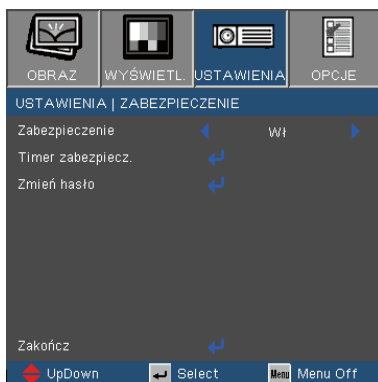 OBRAZ WYŚWIETL. USTAWIENIA OPCJE
USTAWIENIA | ZABEZPIECZENIE
Zabezpieczenie Wł
Timer zabezpiecz.
Zmień hasło
Zakończ
UpDown Select Menu Menu Off